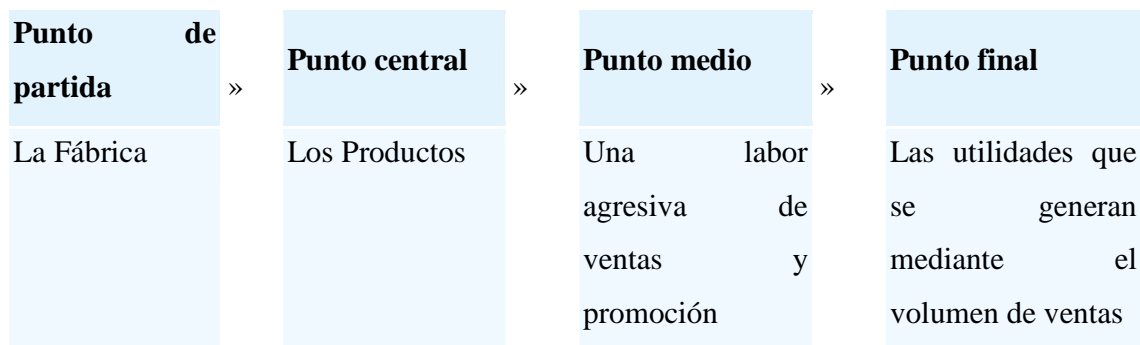 Punto de
partida
»
Punto central
»
Punto medio
»
Punto final
La Fábrica
Los Productos
Una labor
agresiva de
ventas y
promoción
Las utilidades que
se generan
mediante el
volumen de ventas